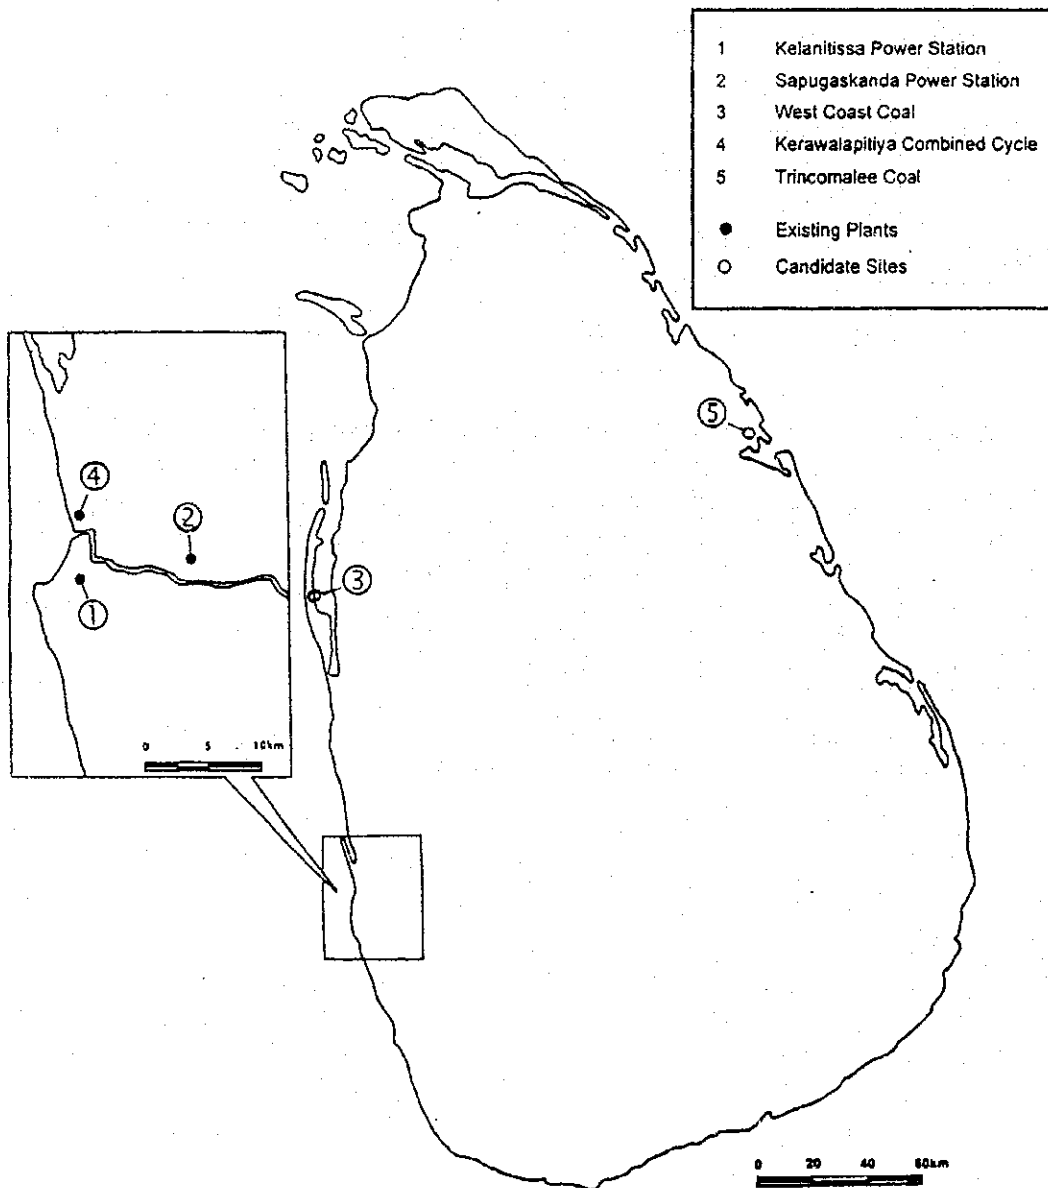 1 Kelanitissa Power Station
2 Sapugaskanda Power Station
3 West Coast Coal
4 Kerawalapitiya Combined Cycle
5 Trincomalee Coal
● Existing Plants
○ Candidate Sites
5
4
2
3
1
0 5 10km
0 20 40 60km